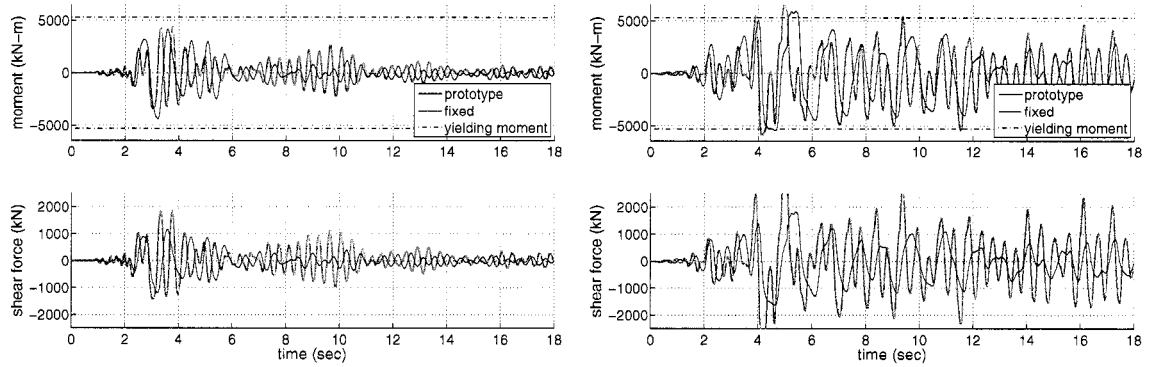 moment (kN-m)
5000
0
−5000
prototype
fixed
yielding moment
0 2 4 6 8 10 12 14 16 18
shear force (kN)
2000
1000
0
−1000
−2000
0 2 4 6 8 10 12 14 16 18
time (sec)
moment (kN-m)
5000
0
−5000
prototype
fixed
yielding moment
0 2 4 6 8 10 12 14 16 18
shear force (kN)
2000
1000
0
−1000
−2000
0 2 4 6 8 10 12 14 16 18
time (sec)